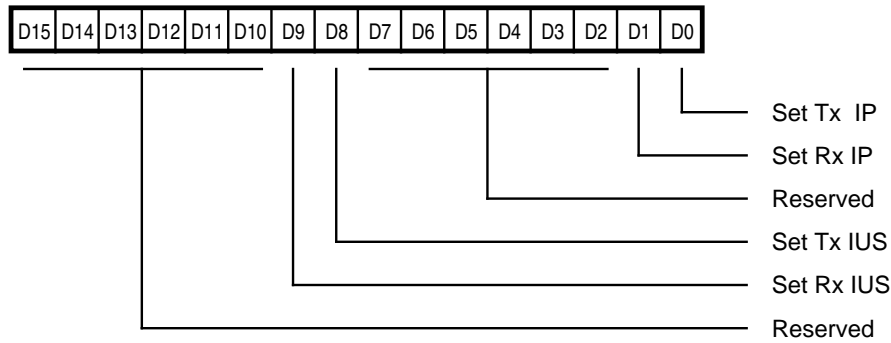 D15 D14 D13 D12 D11 D10 D9 D8 D7 D6 D5 D4 D3 D2 D1 D0
Set Tx IP
Set Rx IP
Reserved
Set Tx IUS
Set Rx IUS
Reserved